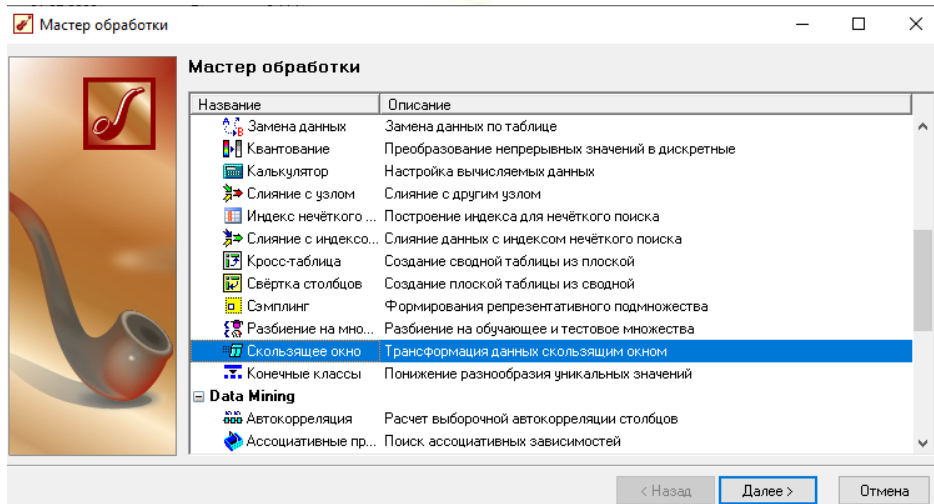 Мастер обработки
Мастер обработки
Название Описание
Замена данных Замена данных по таблице
Квантование Преобразование непрерывных значений в дискретные
Калькулятор Настройка вычисляемых данных
Слияние с узлом Слияние с другим узлом
Индекс нечёткого ... Построение индекса для нечёткого поиска
Слияние с индексо... Слияние данных с индексом нечёткого поиска
Кросс-таблица Создание сводной таблицы из плоской
Свёртка столбцов Создание плоской таблицы из сводной
Сэмплинг Формирования репрезентативного подмножества
Разбиение на мно... Разбиение на обучающее и тестовое множества
Скользящее окно Трансформация данных скользящим окном
Конечные классы Понижение разнообразия уникальных значений
Data Mining
Автокорреляция Расчет выборочной автокорреляции столбцов
Ассоциативные пр... Поиск ассоциативных зависимостей
< Назад Далее > Отмена